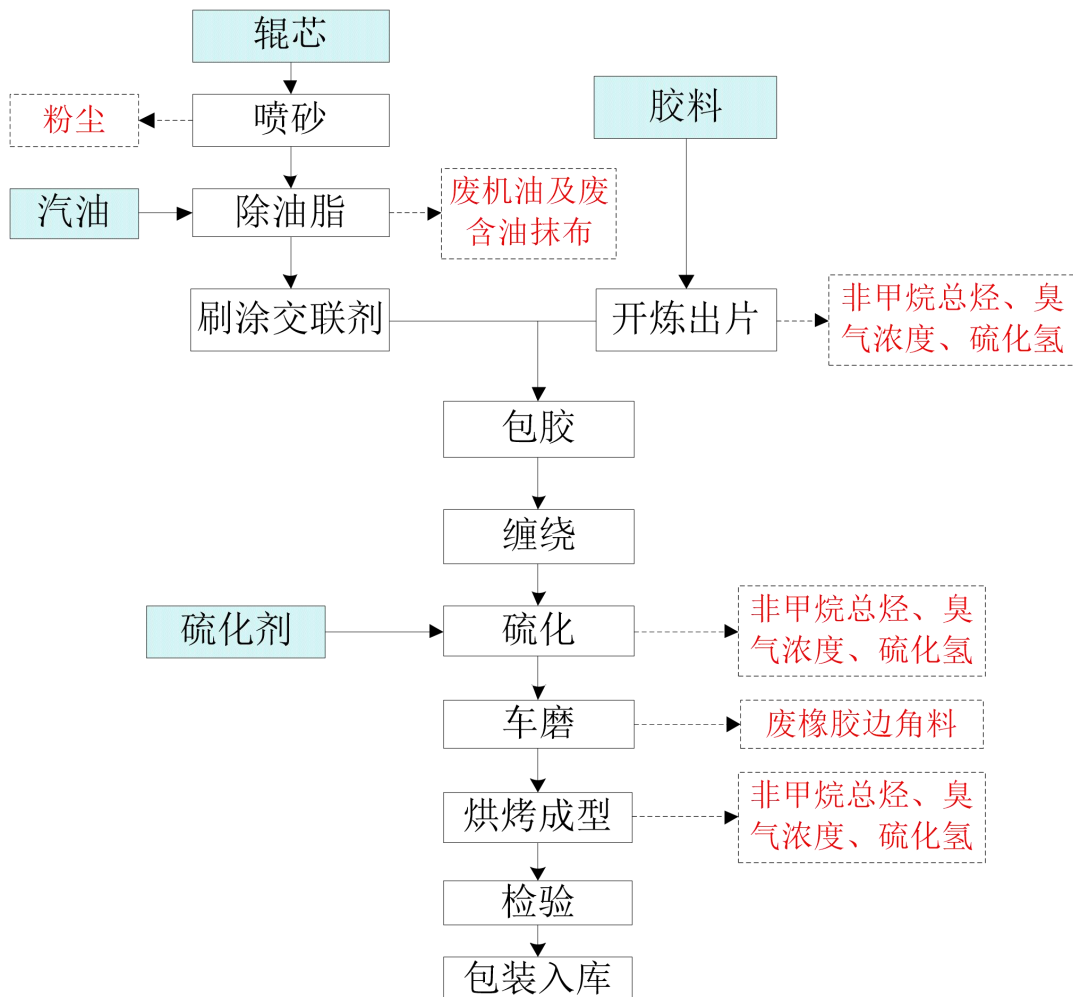 辊芯
粉尘
喷砂
胶料
汽油
除油脂
废机油及废
含油抹布
刷涂交联剂
开炼出片
非甲烷总烃、臭
气浓度、硫化氢
包胶
缠绕
硫化剂
硫化
非甲烷总烃、臭
气浓度、硫化氢
车磨
废橡胶边角料
烘烤成型
非甲烷总烃、臭
气浓度、硫化氢
检验
包装入库